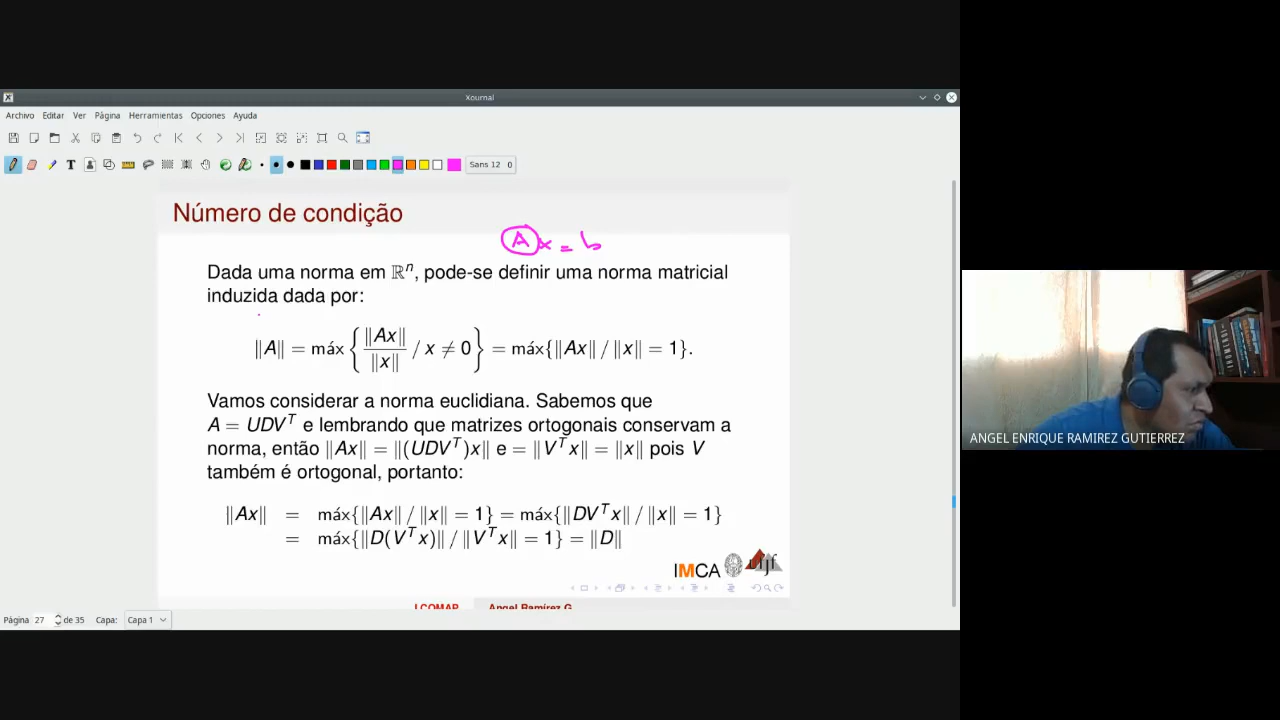 Xournal
Archivo Editar Ver Página Herramientas Opciones Ayuda
Sans 12 0
Número de condição
Ax = b
Dada uma norma em ℝⁿ, pode-se definir uma norma matricial
induzida dada por:
‖A‖ = máx { ‖Ax‖ / ‖x‖ / x ≠ 0 } = máx{‖Ax‖ / ‖x‖ = 1}.
Vamos considerar a norma euclidiana. Sabemos que
A = UDVᵀ e lembrando que matrizes ortogonais conservam a
norma, então ‖Ax‖ = ‖(UDVᵀ)x‖ e = ‖Vᵀx‖ = ‖x‖ pois V
também é ortogonal, portanto:
‖Ax‖ = máx{‖Ax‖ / ‖x‖ = 1} = máx{‖DVᵀx‖ / ‖x‖ = 1}
= máx{‖D(Vᵀx)‖ / ‖Vᵀx‖ = 1} = ‖D‖
IMCA ufjf
I COMAP Angel Ramírez G.
Página 27 de 35 Capa: Capa 1
ANGEL ENRIQUE RAMIREZ GUTIERREZ